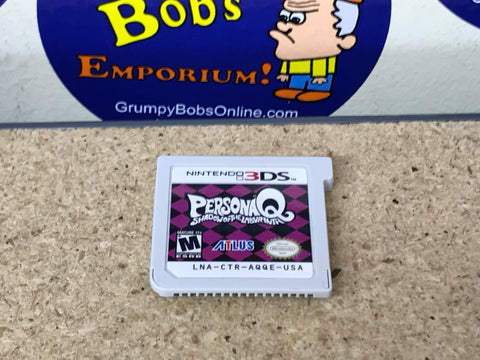 Bob's
EMPORIUM!
GrumpyBobsOnline.com
NINTENDO 3DS
PERSONA Q
SHADOW OF THE LABYRINTH
MATURE 17+
M
ESRB
ATLUS
Nintendo
LNA-CTR-AQQE-USA